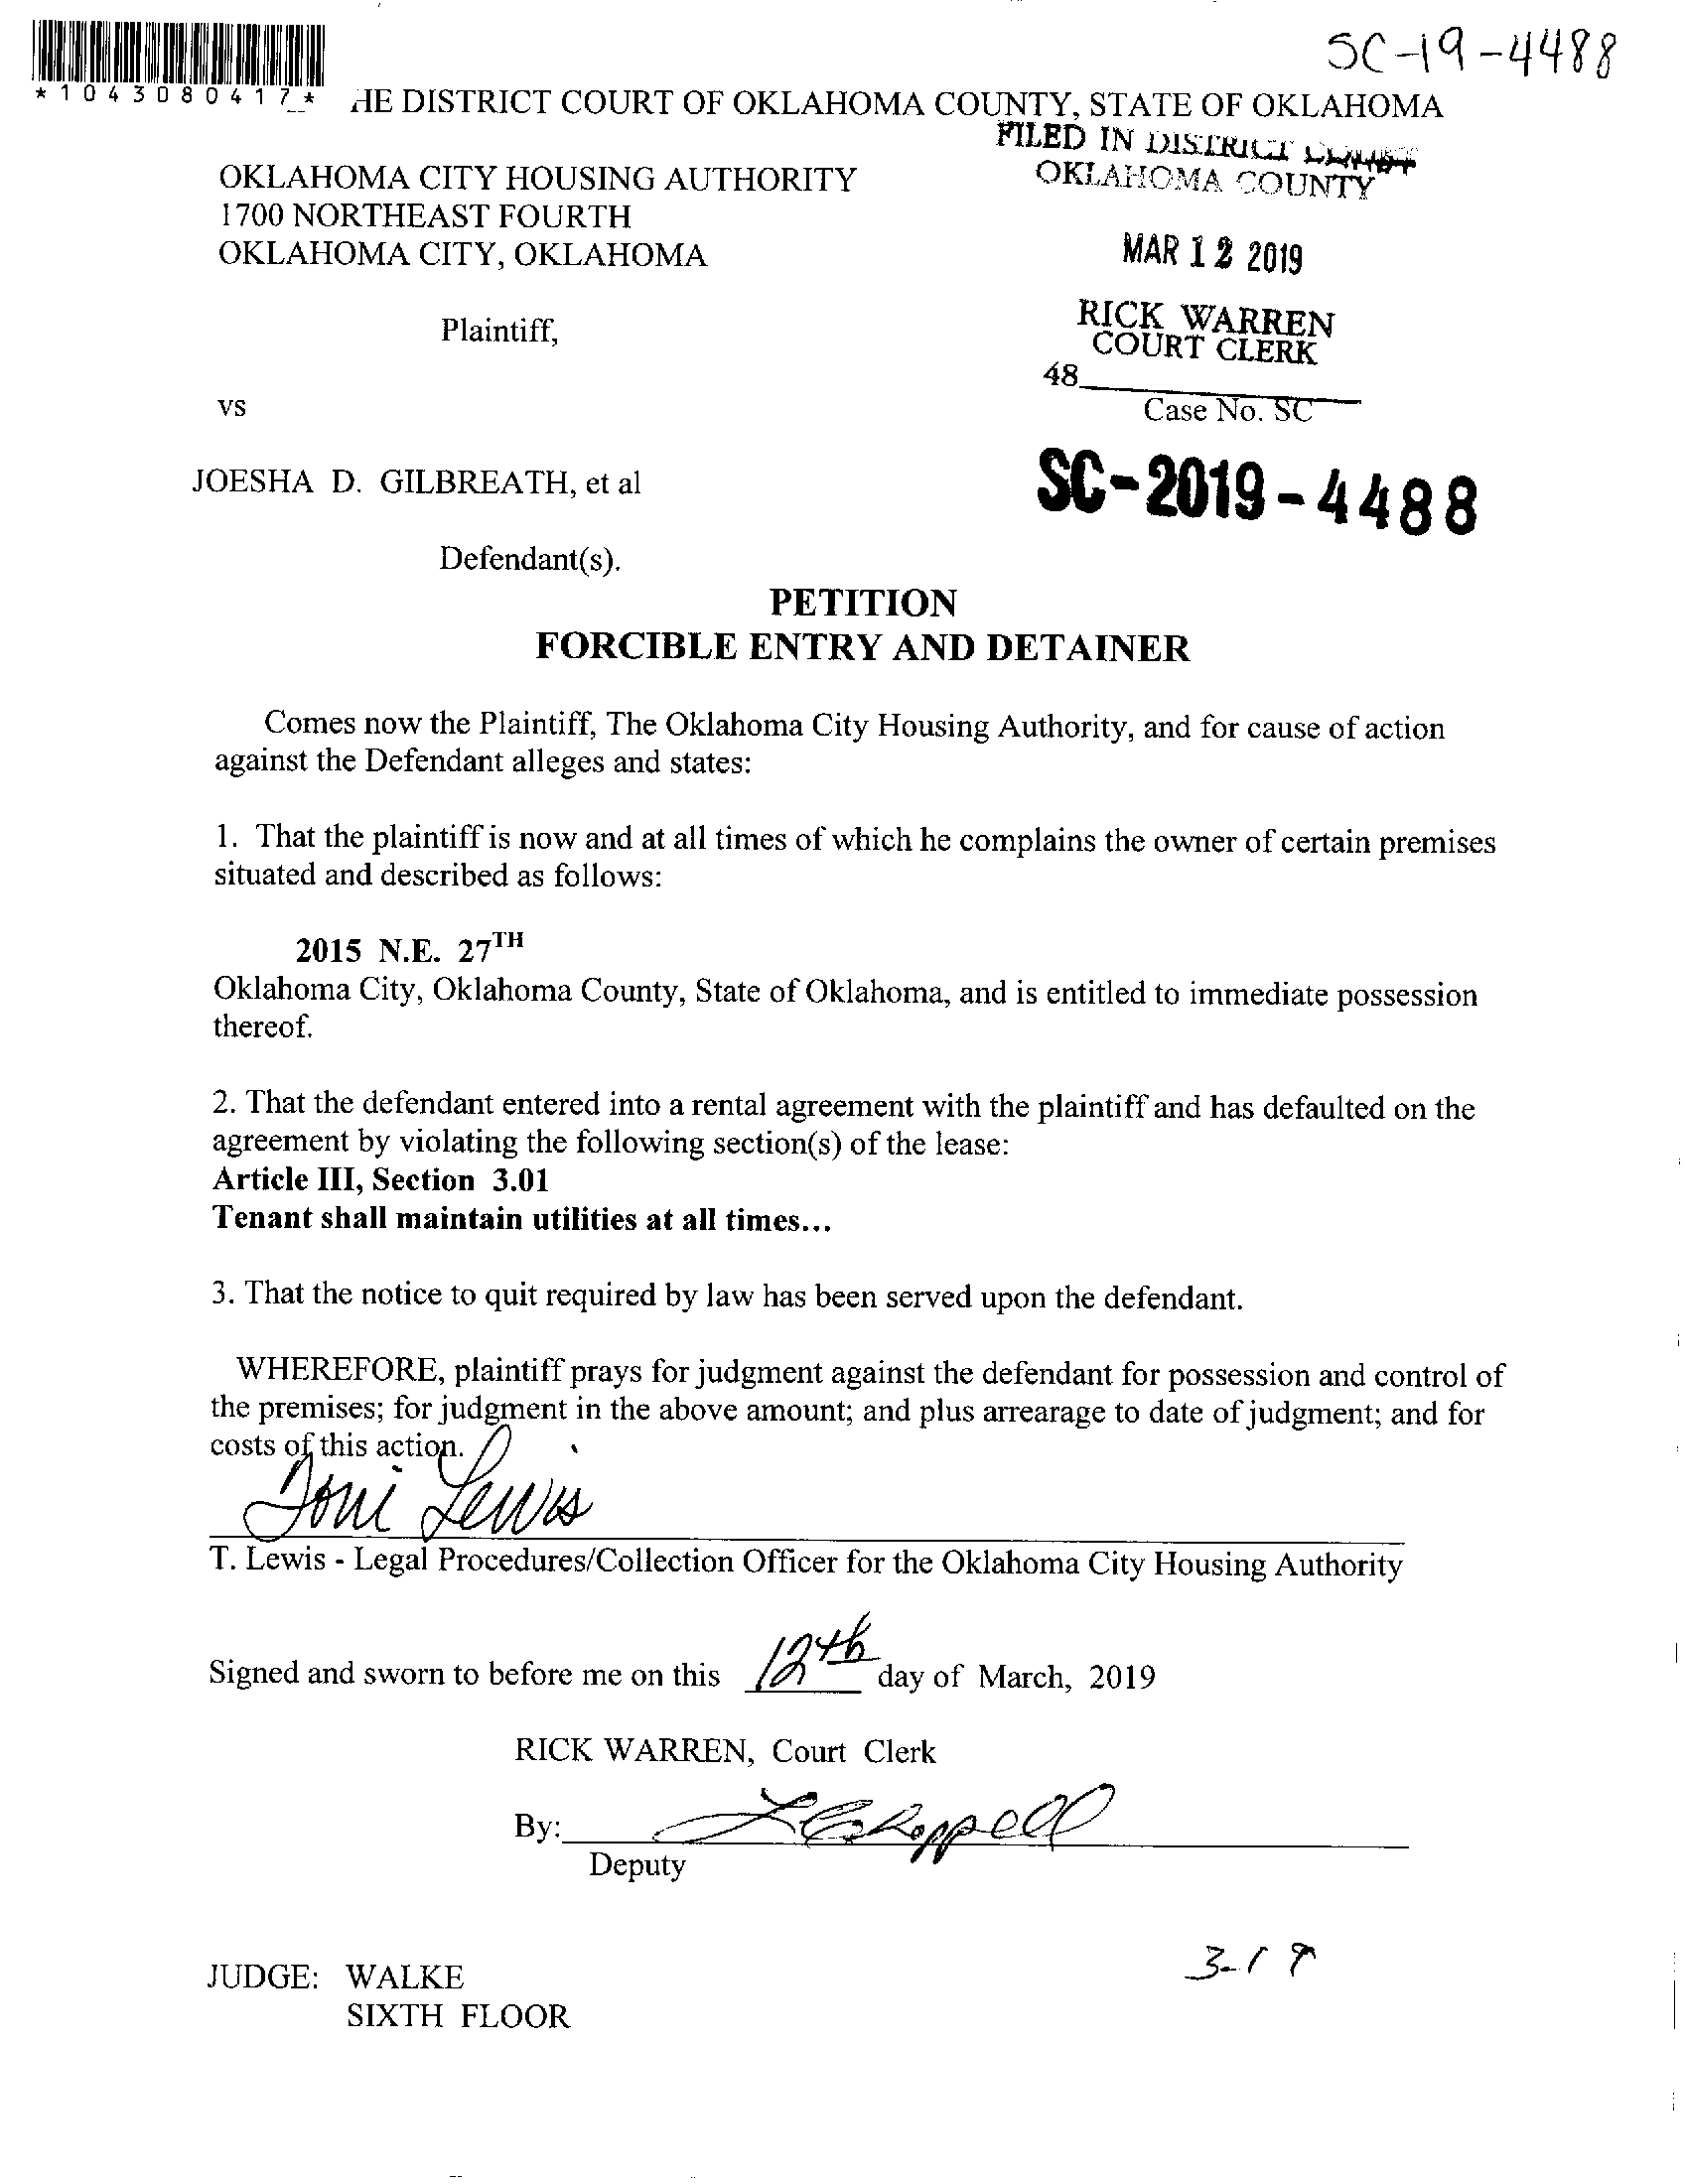 SC-19-4488
*1043080417_*
HE DISTRICT COURT OF OKLAHOMA COUNTY, STATE OF OKLAHOMA
FILED IN DISTRICT COURT
OKLAHOMA COUNTY
OKLAHOMA CITY HOUSING AUTHORITY
1700 NORTHEAST FOURTH
OKLAHOMA CITY, OKLAHOMA
MAR 12 2019
RICK WARREN
COURT CLERK
Plaintiff,
48
vs
Case No. SC
JOESHA D. GILBREATH, et al
SC-2019-4488
Defendant(s).
PETITION
FORCIBLE ENTRY AND DETAINER
Comes now the Plaintiff, The Oklahoma City Housing Authority, and for cause of action
against the Defendant alleges and states:
1. That the plaintiff is now and at all times of which he complains the owner of certain premises
situated and described as follows:
2015 N.E. 27TH
Oklahoma City, Oklahoma County, State of Oklahoma, and is entitled to immediate possession
thereof.
2. That the defendant entered into a rental agreement with the plaintiff and has defaulted on the
agreement by violating the following section(s) of the lease:
Article III, Section 3.01
Tenant shall maintain utilities at all times...
3. That the notice to quit required by law has been served upon the defendant.
WHEREFORE, plaintiff prays for judgment against the defendant for possession and control of
the premises; for judgment in the above amount; and plus arrearage to date of judgment; and for
costs of this action.
Toni Lewis
T. Lewis - Legal Procedures/Collection Officer for the Oklahoma City Housing Authority
Signed and sworn to before me on this 12th day of March, 2019
RICK WARREN, Court Clerk
By:
Deputy
JUDGE: WALKE
SIXTH FLOOR